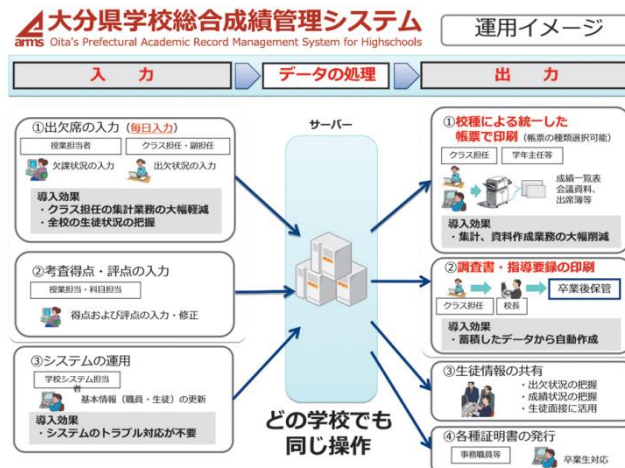 arms
大分県学校総合成績管理システム
Oita's Prefectural Academic Record Management System for Highschools
運用イメージ
入 力
データの処理
出 力
①出欠席の入力（毎日入力）
授業担当者
クラス担任・副担任
欠課状況の入力
出欠状況の入力
導入効果
・クラス担任の集計業務の大幅軽減
・全校の生徒状況の把握
②考査得点・評点の入力
授業担当・科目担当
得点および評点の入力・修正
③システムの運用
学校システム担当
者
基本情報（職員・生徒）の更新
導入効果
・システムのトラブル対応が不要
サーバー
どの学校でも
同じ操作
①校種による統一した
帳票で印刷（帳票の種類選択可能）
クラス担任
学年主任等
成績一覧表
会議資料、
出席簿等
導入効果
・集計、資料作成業務の大幅削減
②調査書・指導要録の印刷
卒業後保管
クラス担任
校長
導入効果
・蓄積したデータから自動作成
③生徒情報の共有
・出欠状況の把握
・成績状況の把握
・生徒面接に活用
④各種証明書の発行
事務職員等
卒業生対応